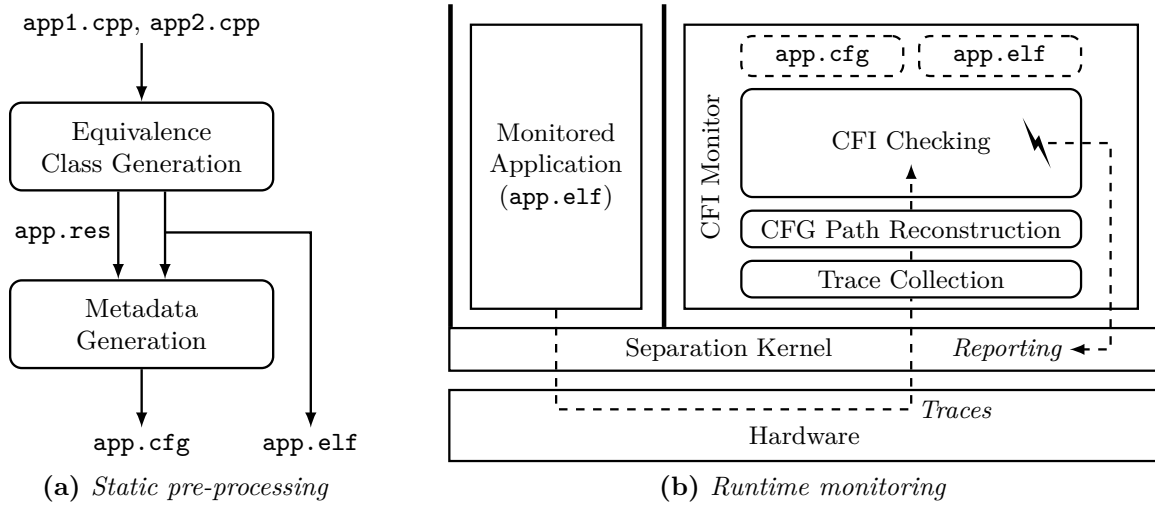 app1.cpp, app2.cpp
Equivalence
Class Generation
app.res
Metadata
Generation
app.cfg
app.elf
(a) Static pre-processing
Monitored
Application
(app.elf)
CFI Monitor
app.cfg
app.elf
CFI Checking
CFG Path Reconstruction
Trace Collection
Separation Kernel
Reporting
Traces
Hardware
(b) Runtime monitoring